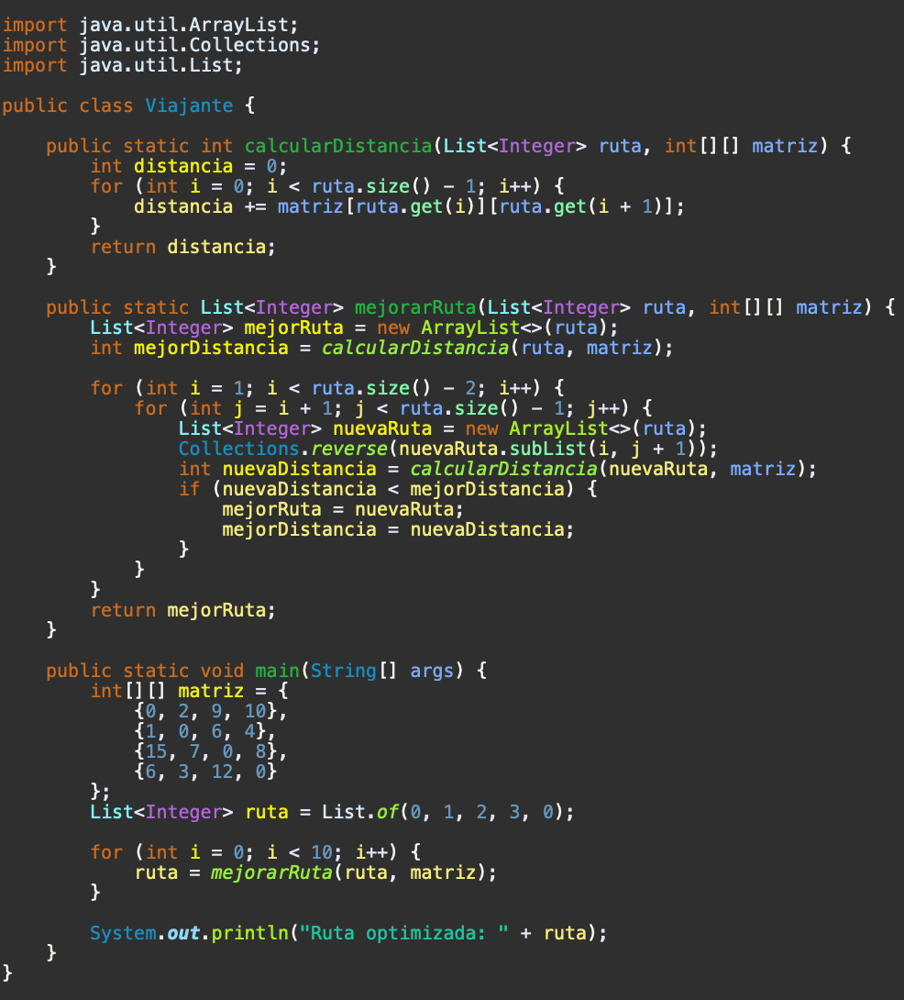 import java.util.ArrayList;
import java.util.Collections;
import java.util.List;

public class Viajante {

    public static int calcularDistancia(List<Integer> ruta, int[][] matriz) {
        int distancia = 0;
        for (int i = 0; i < ruta.size() - 1; i++) {
            distancia += matriz[ruta.get(i)][ruta.get(i + 1)];
        }
        return distancia;
    }

    public static List<Integer> mejorarRuta(List<Integer> ruta, int[][] matriz) {
        List<Integer> mejorRuta = new ArrayList<>(ruta);
        int mejorDistancia = calcularDistancia(ruta, matriz);

        for (int i = 1; i < ruta.size() - 2; i++) {
            for (int j = i + 1; j < ruta.size() - 1; j++) {
                List<Integer> nuevaRuta = new ArrayList<>(ruta);
                Collections.reverse(nuevaRuta.subList(i, j + 1));
                int nuevaDistancia = calcularDistancia(nuevaRuta, matriz);
                if (nuevaDistancia < mejorDistancia) {
                    mejorRuta = nuevaRuta;
                    mejorDistancia = nuevaDistancia;
                }
            }
        }
        return mejorRuta;
    }

    public static void main(String[] args) {
        int[][] matriz = {
            {0, 2, 9, 10},
            {1, 0, 6, 4},
            {15, 7, 0, 8},
            {6, 3, 12, 0}
        };
        List<Integer> ruta = List.of(0, 1, 2, 3, 0);

        for (int i = 0; i < 10; i++) {
            ruta = mejorarRuta(ruta, matriz);
        }

        System.out.println("Ruta optimizada: " + ruta);
    }
}